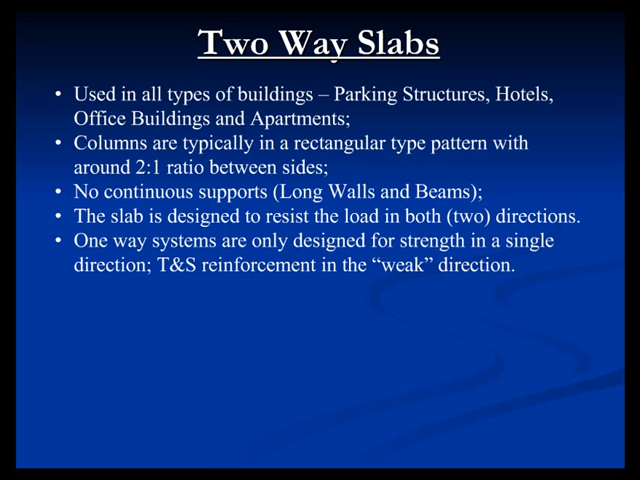 Two Way Slabs
• Used in all types of buildings – Parking Structures, Hotels,
Office Buildings and Apartments;
• Columns are typically in a rectangular type pattern with
around 2:1 ratio between sides;
• No continuous supports (Long Walls and Beams);
• The slab is designed to resist the load in both (two) directions.
• One way systems are only designed for strength in a single
direction; T&S reinforcement in the “weak” direction.